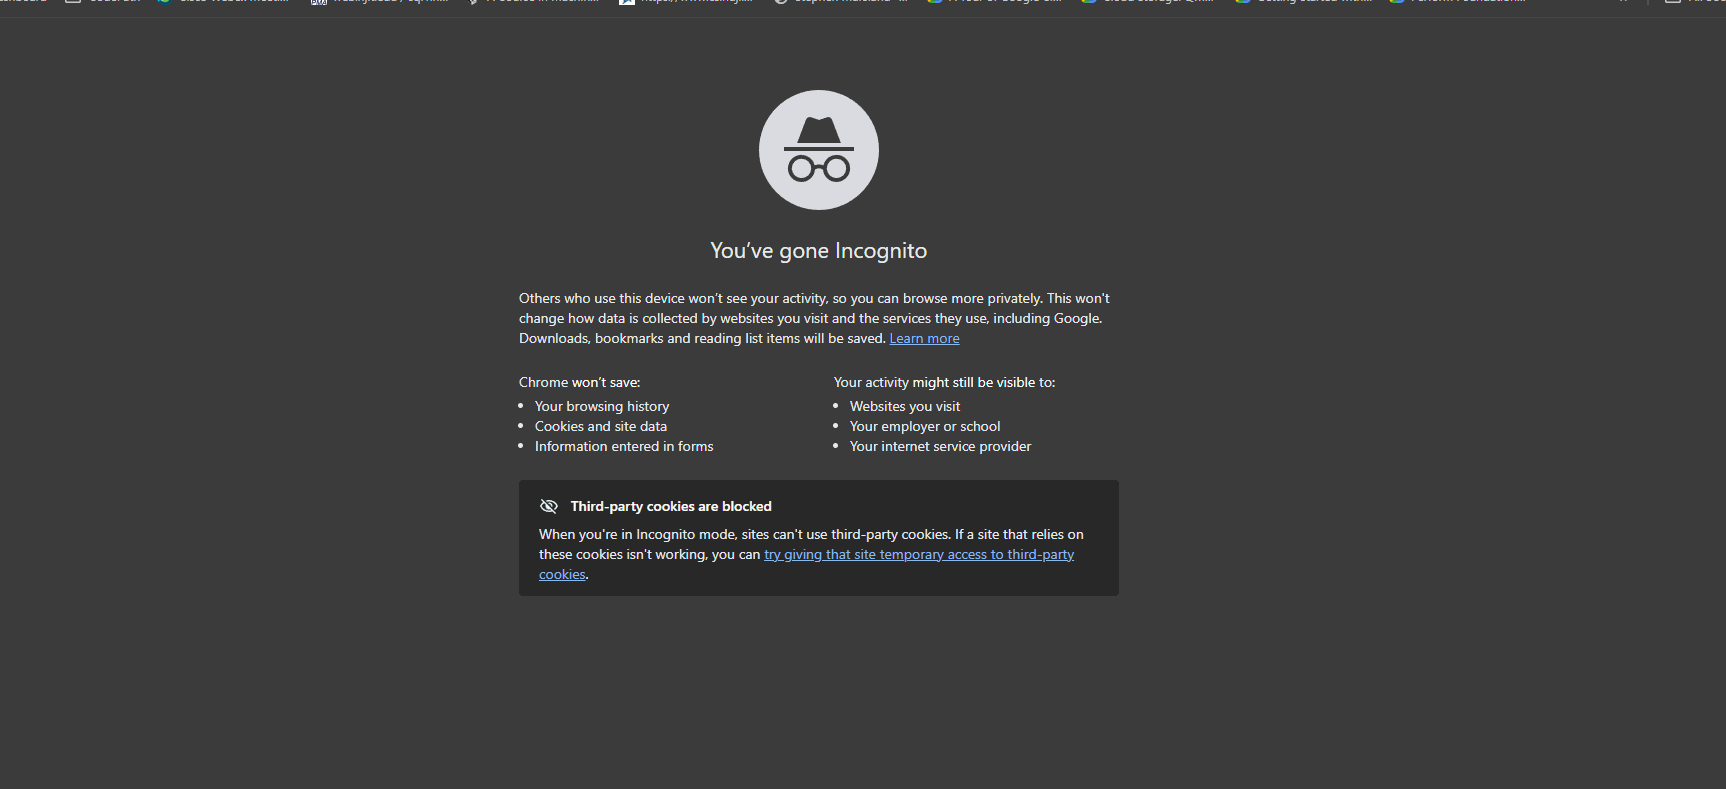 You've gone Incognito
Others who use this device won't see your activity, so you can browse more privately. This won't
change how data is collected by websites you visit and the services they use, including Google.
Downloads, bookmarks and reading list items will be saved. Learn more
Chrome won't save:
Your browsing history
Cookies and site data
Information entered in forms
Your activity might still be visible to:
Websites you visit
Your employer or school
Your internet service provider
Third-party cookies are blocked
When you're in Incognito mode, sites can't use third-party cookies. If a site that relies on
these cookies isn't working, you can try giving that site temporary access to third-party
cookies.